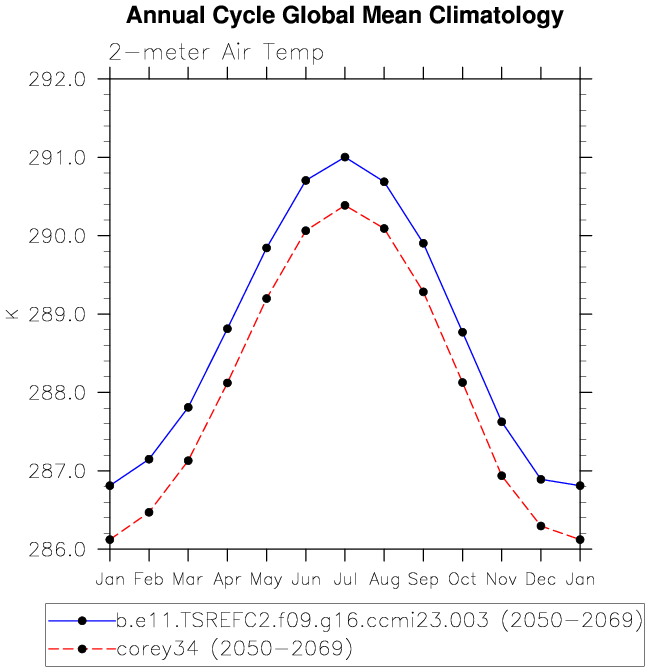 Annual Cycle Global Mean Climatology
2-meter Air Temp
292.0
291.0
290.0
K 289.0
288.0
287.0
286.0
Jan Feb Mar Apr May Jun Jul Aug Sep Oct Nov Dec Jan
b.e11.TSREFC2.f09.g16.ccmi23.003 (2050-2069)
corey34 (2050-2069)